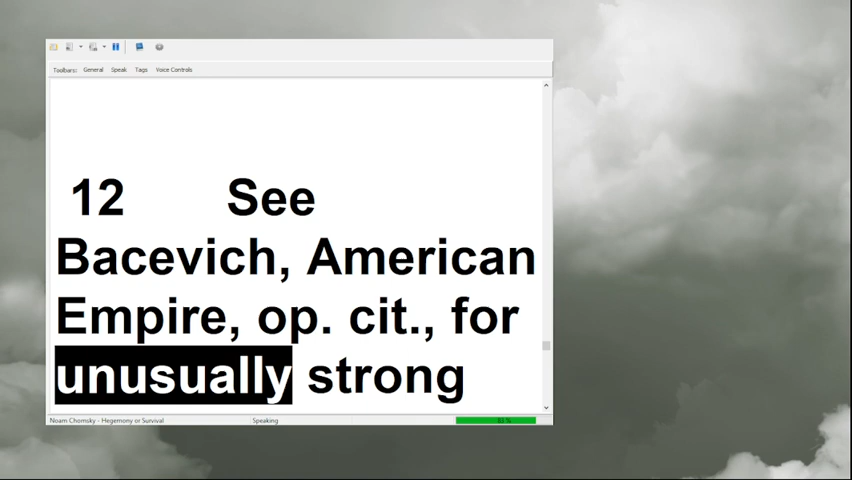 Toolbars: General Speak Tags Voice Controls
12 See
Bacevich, American
Empire, op. cit., for
unusually strong
Noam Chomsky - Hegemony or Survival Speaking